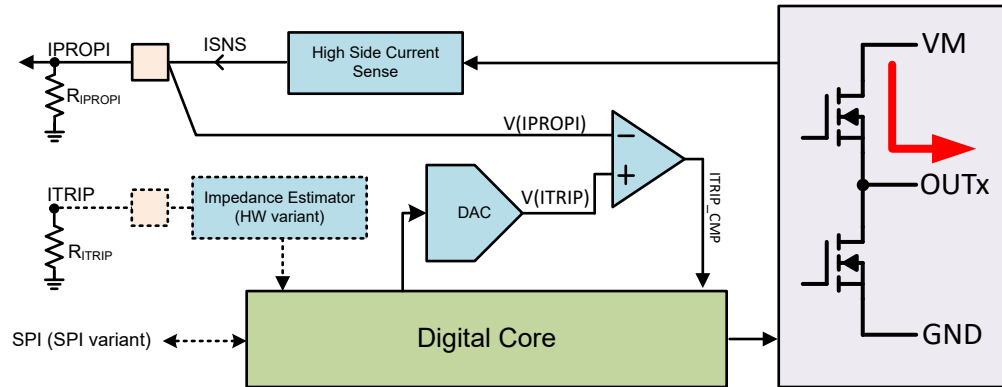 IPROPI
ISNS
High Side Current
Sense
VM
RIPROPI
V(IPROPI)
−
+
OUTx
ITRIP
Impedance Estimator
(HW variant)
DAC
V(ITRIP)
ITRIP_CMP
RITRIP
SPI (SPI variant)
Digital Core
GND